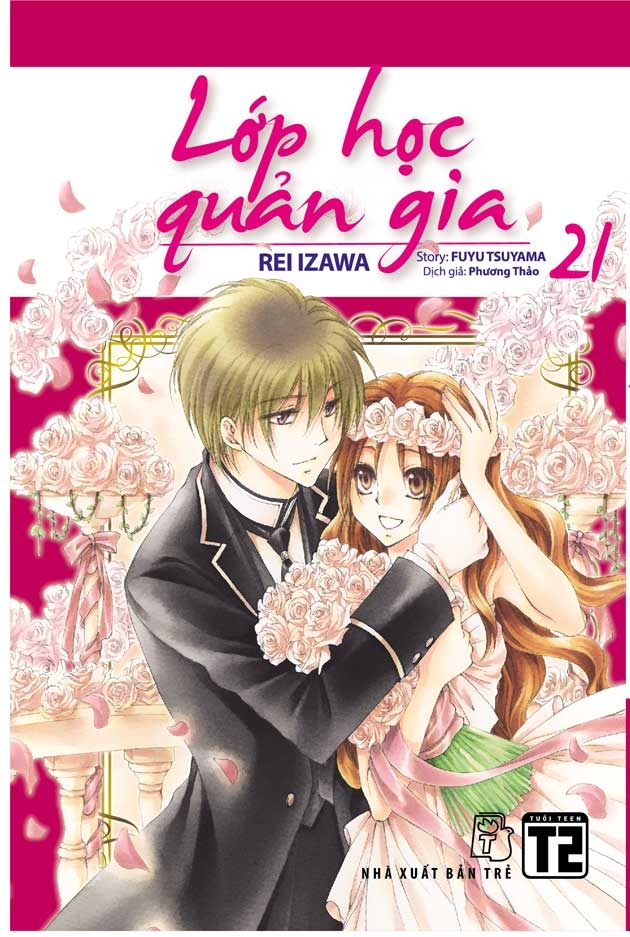 Lớp học
quản gia
21
REI IZAWA
Story: FUYU TSUYAMA
Dịch giả: Phương Thảo
T
NHÀ XUẤT BẢN TRẺ
TUỔI TEEN
T2